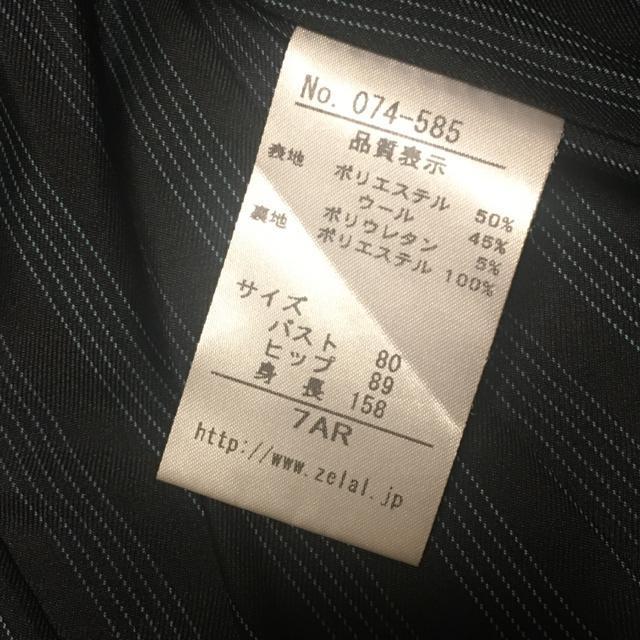 No. 074-585
品質表示
表地 ポリエステル 50%
ウール 45%
ポリウレタン 5%
裏地 ポリエステル 100%
サイズ
バスト 80
ヒップ 89
身長 158
7AR
http://www.zelal.jp